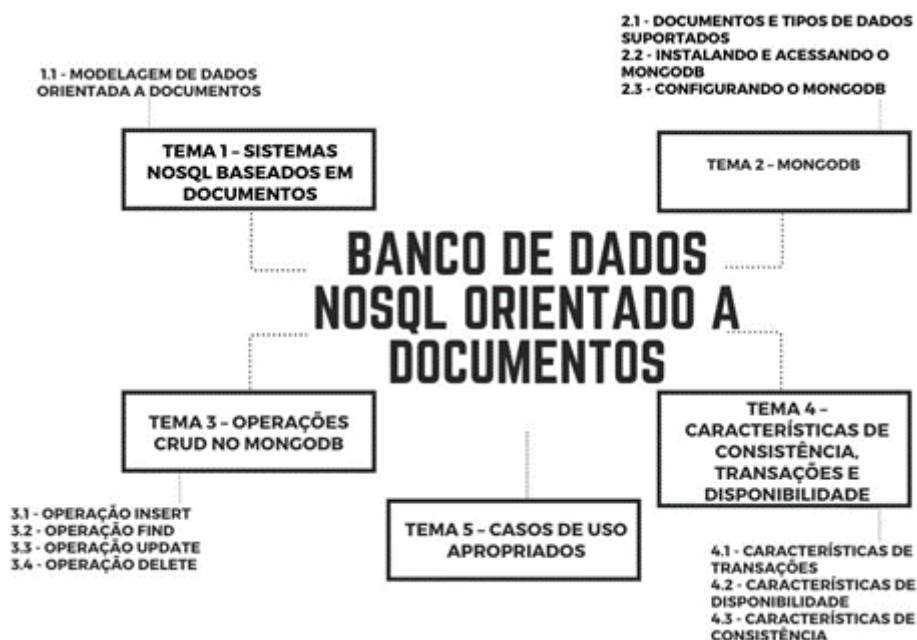 1.1 - MODELAGEM DE DADOS
ORIENTADA A DOCUMENTOS
TEMA 1 – SISTEMAS
NOSQL BASEADOS EM
DOCUMENTOS
2.1 - DOCUMENTOS E TIPOS DE DADOS
SUPORTADOS
2.2 - INSTALANDO E ACESSANDO O
MONGODB
2.3 - CONFIGURANDO O MONGODB
TEMA 2 – MONGODB
BANCO DE DADOS
NOSQL ORIENTADO A
DOCUMENTOS
TEMA 3 – OPERAÇÕES
CRUD NO MONGODB
3.1 - OPERAÇÃO INSERT
3.2 - OPERAÇÃO FIND
3.3 - OPERAÇÃO UPDATE
3.4 - OPERAÇÃO DELETE
TEMA 5 – CASOS DE USO
APROPRIADOS
TEMA 4 –
CARACTERÍSTICAS DE
CONSISTÊNCIA,
TRANSAÇÕES E
DISPONIBILIDADE
4.1 - CARACTERÍSTICAS DE
TRANSAÇÕES
4.2 - CARACTERÍSTICAS DE
DISPONIBILIDADE
4.3 - CARACTERÍSTICAS DE
CONSISTÊNCIA